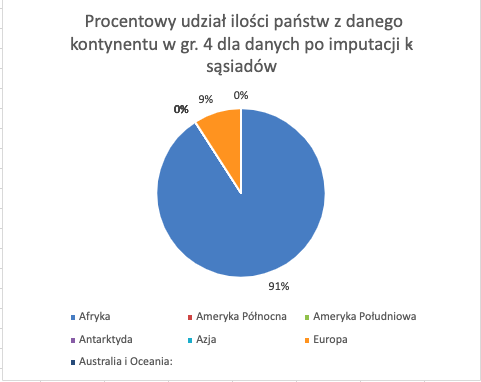 Procentowy udział ilości państw z danego
kontynentu w gr. 4 dla danych po imputacji k
sąsiadów
0% 9% 0%
91%
Afryka Ameryka Północna Ameryka Południowa
Antarktyda Azja Europa
Australia i Oceania: